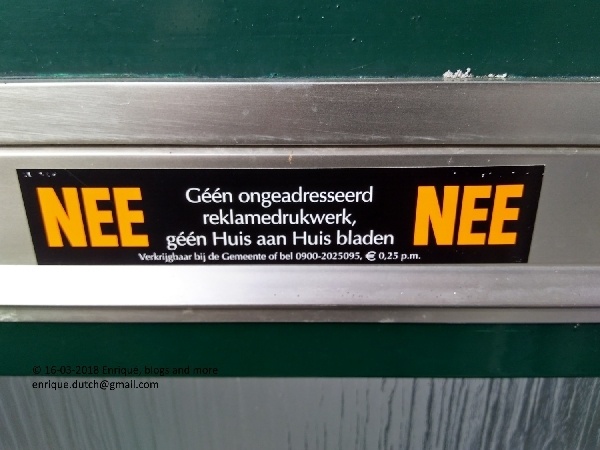 NEE
Géén ongeadresseerd
reklamedrukwerk,
géén Huis aan Huis bladen
NEE
Verkrijgbaar bij de Gemeente of bel 0900-2025095, € 0,25 p.m.
© 16-03-2018 Enrique, blogs and more
enrique.dutch@gmail.com